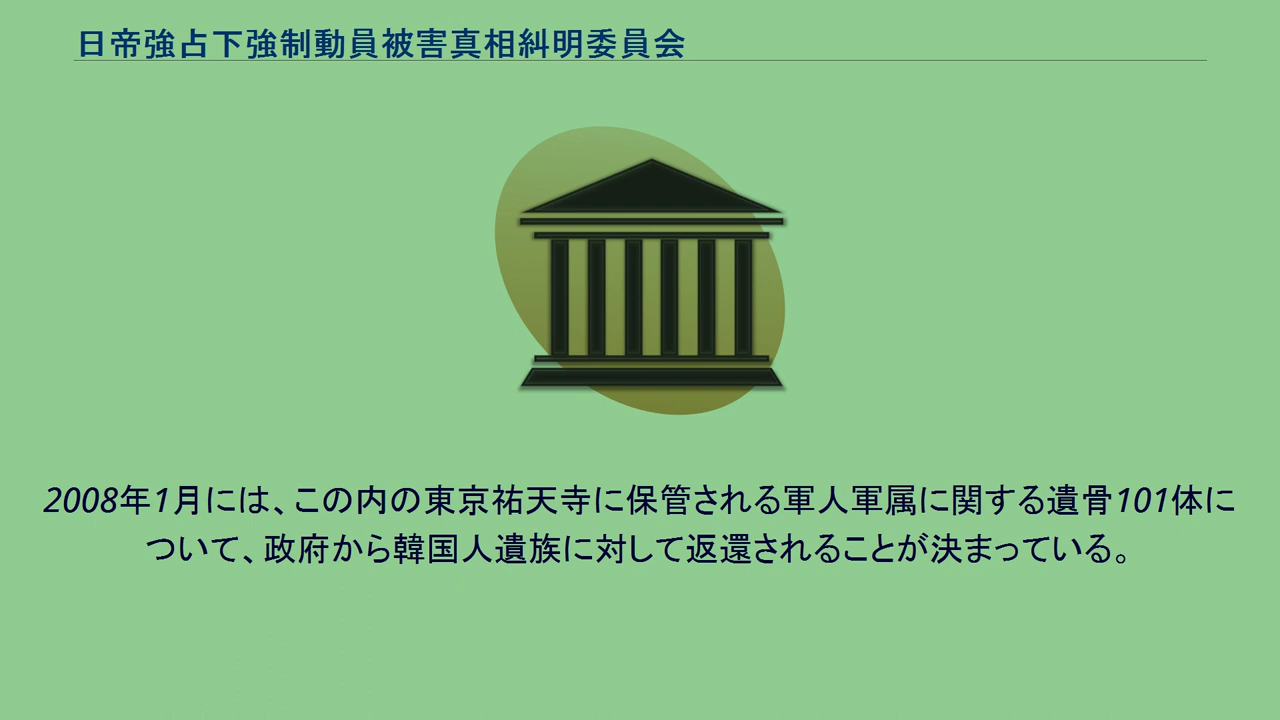 日帝強占下強制動員被害真相糾明委員会
2008年1月には、この内の東京祐天寺に保管される軍人軍属に関する遺骨101体に
ついて、政府から韓国人遺族に対して返還されることが決まっている。